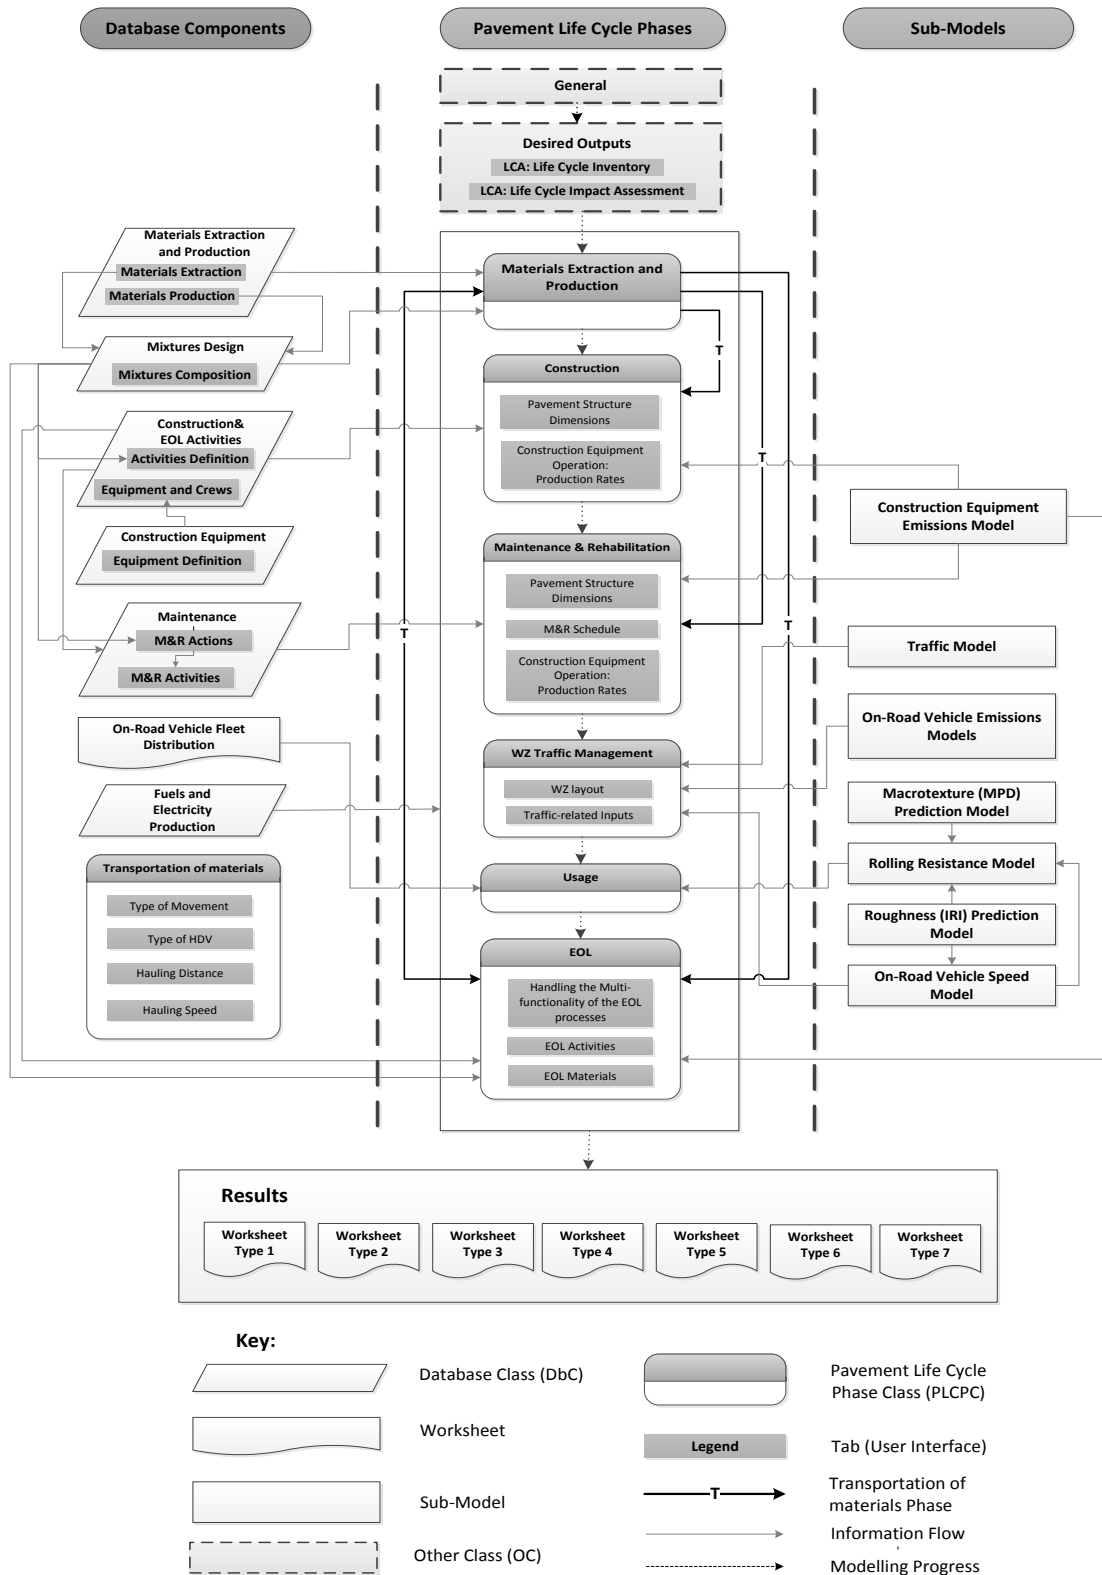 Database Components
Pavement Life Cycle Phases
Sub-Models
General
Desired Outputs
LCA: Life Cycle Inventory
LCA: Life Cycle Impact Assessment
Materials Extraction
and Production
Materials Extraction
Materials Production
Mixtures Design
Mixtures Composition
Construction&
EOL Activities
Activities Definition
Equipment and Crews
Construction Equipment
Equipment Definition
Maintenance
M&R Actions
M&R Activities
On-Road Vehicle Fleet
Distribution
Fuels and
Electricity
Production
Transportation of materials
Type of Movement
Type of HDV
Hauling Distance
Hauling Speed
Materials Extraction and
Production
T
Construction
Pavement Structure
Dimensions
Construction Equipment
Operation:
Production Rates
T
Maintenance & Rehabilitation
Pavement Structure
Dimensions
M&R Schedule
Construction Equipment
Operation:
Production Rates
T
T
WZ Traffic Management
WZ layout
Traffic-related Inputs
Usage
EOL
Handling the Multi-
functionality of the EOL
processes
EOL Activities
EOL Materials
Construction Equipment
Emissions Model
Traffic Model
On-Road Vehicle Emissions
Models
Macrotexture (MPD)
Prediction Model
Rolling Resistance Model
Roughness (IRI) Prediction
Model
On-Road Vehicle Speed
Model
Results
Worksheet
Type 1
Worksheet
Type 2
Worksheet
Type 3
Worksheet
Type 4
Worksheet
Type 5
Worksheet
Type 6
Worksheet
Type 7
Key:
Database Class (DbC)
Worksheet
Sub-Model
Other Class (OC)
Pavement Life Cycle
Phase Class (PLCPC)
Legend
Tab (User Interface)
T
Transportation of
materials Phase
Information Flow
Modelling Progress